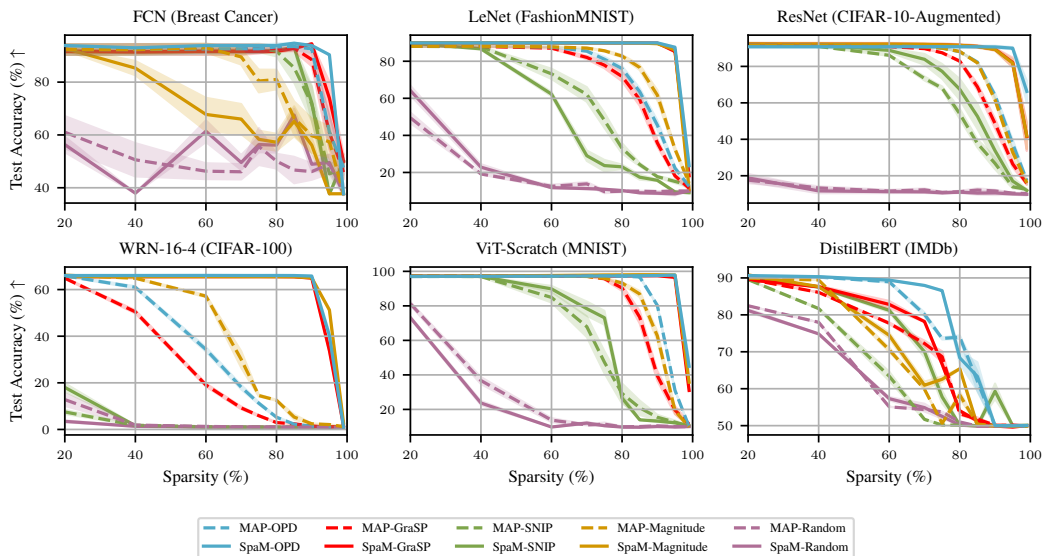 FCN (Breast Cancer) LeNet (FashionMNIST) ResNet (CIFAR-10-Augmented)
Test Accuracy (%) ↑
80
60
40
20 40 60 80 100
80
60
40
20
20 40 60 80 100
80
60
40
20
20 40 60 80 100
WRN-16-4 (CIFAR-100) ViT-Scratch (MNIST) DistilBERT (IMDb)
Test Accuracy (%) ↑
60
40
20
0
20 40 60 80 100
Sparsity (%)
100
80
60
40
20
20 40 60 80 100
Sparsity (%)
90
80
70
60
50
20 40 60 80 100
Sparsity (%)
MAP-OPD MAP-GraSP MAP-SNIP MAP-Magnitude MAP-Random
SpaM-OPD SpaM-GraSP SpaM-SNIP SpaM-Magnitude SpaM-Random